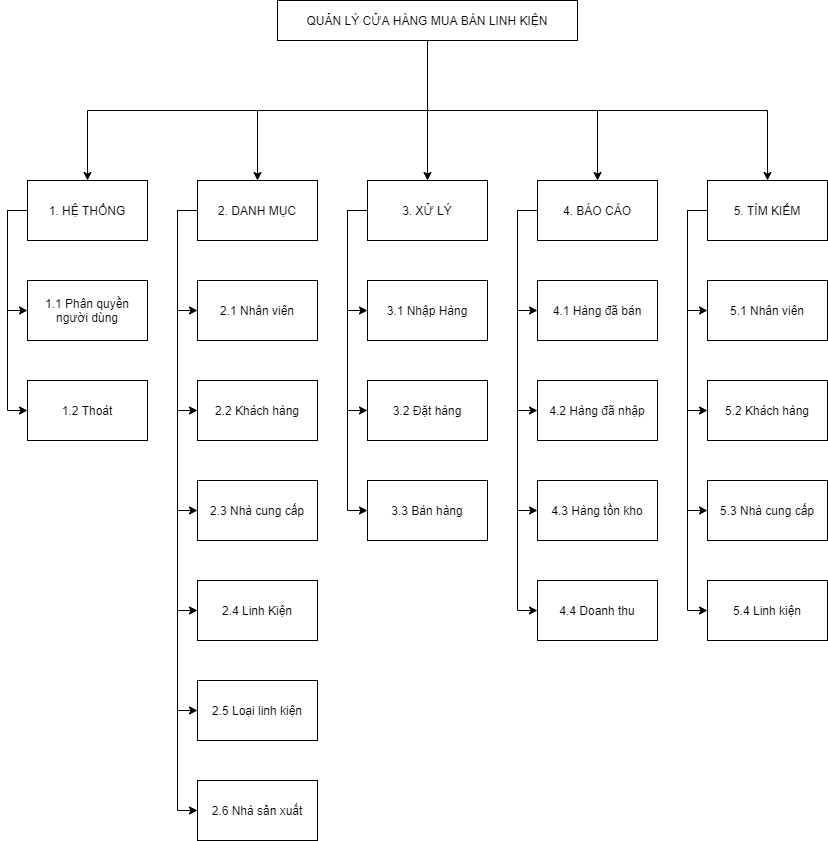 QUẢN LÝ CỬA HÀNG MUA BÁN LINH KIỆN
1. HỆ THỐNG
1.1 Phân quyền
người dùng
1.2 Thoát
2. DANH MỤC
2.1 Nhân viên
2.2 Khách hàng
2.3 Nhà cung cấp
2.4 Linh Kiện
2.5 Loại linh kiện
2.6 Nhà sản xuất
3. XỬ LÝ
3.1 Nhập Hàng
3.2 Đặt hàng
3.3 Bán hàng
4. BÁO CÁO
4.1 Hàng đã bán
4.2 Hàng đã nhập
4.3 Hàng tồn kho
4.4 Doanh thu
5. TÌM KIẾM
5.1 Nhân viên
5.2 Khách hàng
5.3 Nhà cung cấp
5.4 Linh kiện